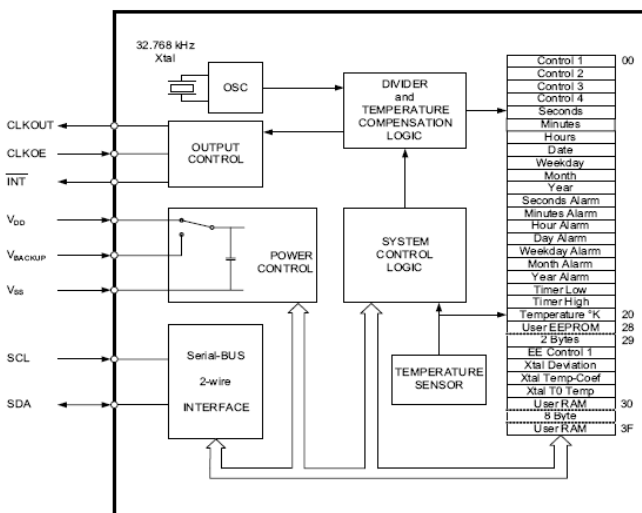 32.768 kHz
Xtal
OSC
DIVIDER
and
TEMPERATURE
COMPENSATION
LOGIC
CLKOUT
CLKOE
INT
OUTPUT
CONTROL
VDD
VBACKUP
VSS
POWER
CONTROL
SYSTEM
CONTROL
LOGIC
SCL
SDA
Serial-BUS
2-wire
INTERFACE
TEMPERATURE
SENSOR
Control 1 00
Control 2
Control 3
Control 4
Seconds
Minutes
Hours
Date
Weekday
Month
Year
Seconds Alarm
Minutes Alarm
Hour Alarm
Day Alarm
Weekday Alarm
Month Alarm
Year Alarm
Timer Low
Timer High
Temperature °K 20
User EEPROM 28
2 Bytes 29
EE Control 1
Xtal Deviation
Xtal Temp-Coef
Xtal T0 Temp
User RAM 30
8 Byte
User RAM 3F